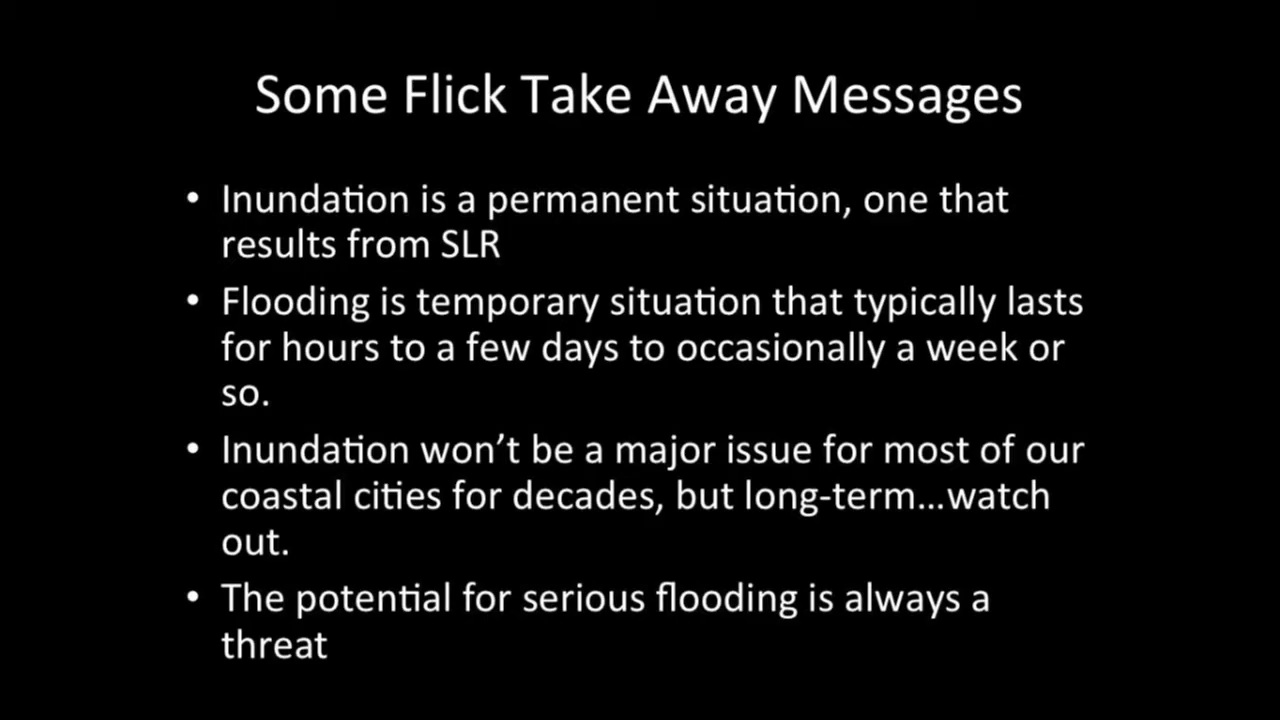 Some Flick Take Away Messages
• Inundation is a permanent situation, one that
results from SLR
• Flooding is temporary situation that typically lasts
for hours to a few days to occasionally a week or
so.
• Inundation won’t be a major issue for most of our
coastal cities for decades, but long-term…watch
out.
• The potential for serious flooding is always a
threat